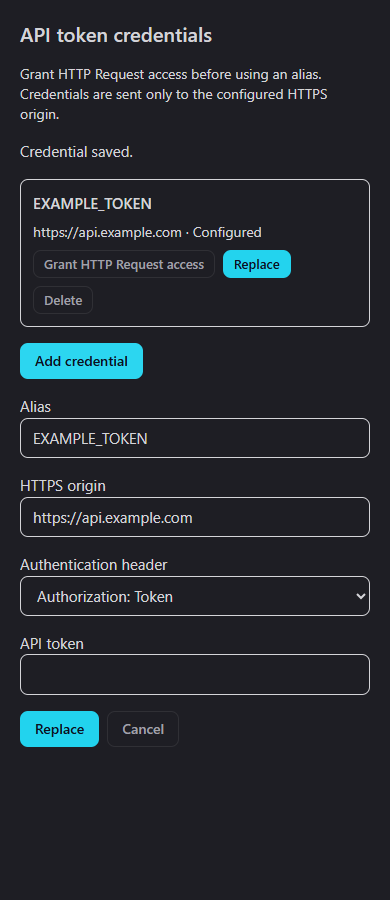 API token credentials
Grant HTTP Request access before using an alias.
Credentials are sent only to the configured HTTPS
origin.
Credential saved.
EXAMPLE_TOKEN
https://api.example.com · Configured
Grant HTTP Request access
Replace
Delete
Add credential
Alias
EXAMPLE_TOKEN
HTTPS origin
https://api.example.com
Authentication header
Authorization: Token
API token
Replace
Cancel